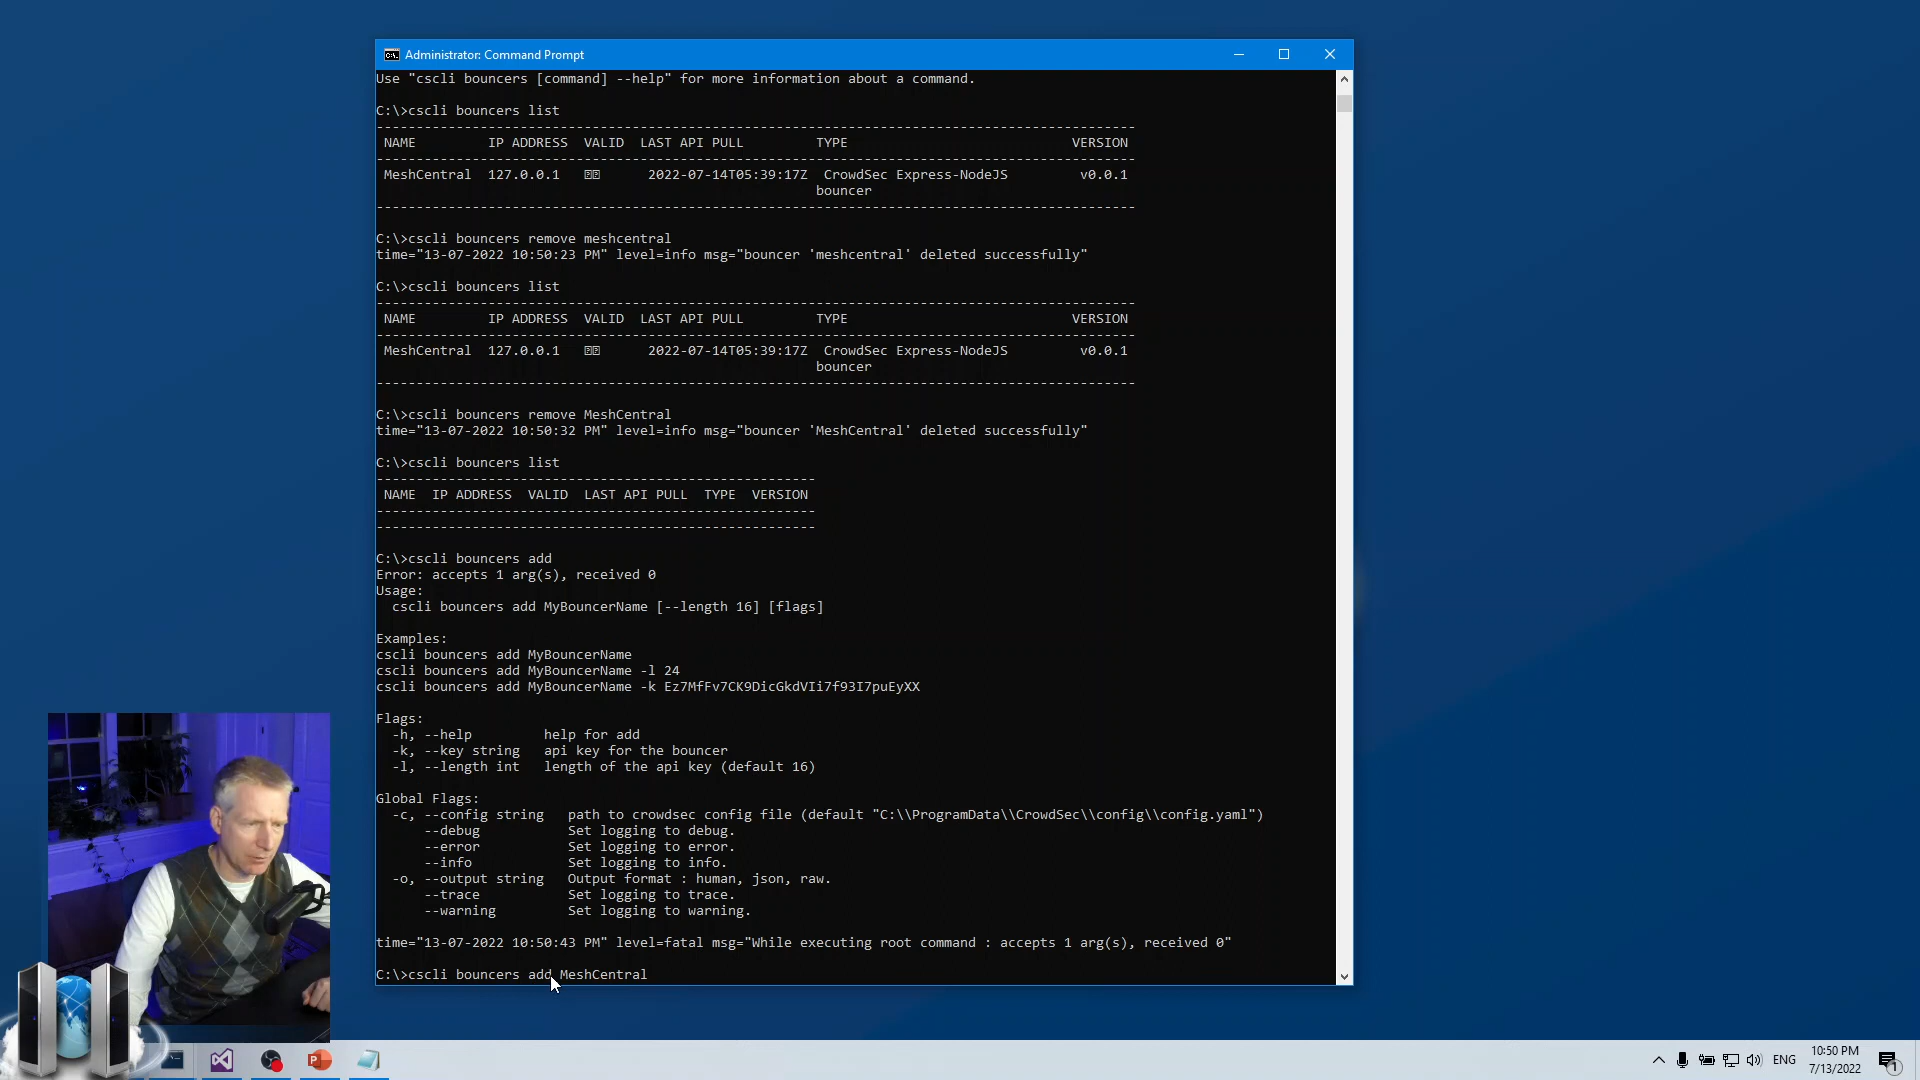 Administrator: Command Prompt
Use "cscli bouncers [command] --help" for more information about a command.
C:\>cscli bouncers list
NAME IP ADDRESS VALID LAST API PULL TYPE VERSION
MeshCentral 127.0.0.1 2022-07-14T05:39:17Z CrowdSec Express-NodeJS v0.0.1
bouncer
C:\>cscli bouncers remove meshcentral
time="13-07-2022 10:50:23 PM" level=info msg="bouncer 'meshcentral' deleted successfully"
C:\>cscli bouncers list
NAME IP ADDRESS VALID LAST API PULL TYPE VERSION
MeshCentral 127.0.0.1 2022-07-14T05:39:17Z CrowdSec Express-NodeJS v0.0.1
bouncer
C:\>cscli bouncers remove MeshCentral
time="13-07-2022 10:50:32 PM" level=info msg="bouncer 'MeshCentral' deleted successfully"
C:\>cscli bouncers list
NAME IP ADDRESS VALID LAST API PULL TYPE VERSION
C:\>cscli bouncers add
Error: accepts 1 arg(s), received 0
Usage:
cscli bouncers add MyBouncerName [--length 16] [flags]
Examples:
cscli bouncers add MyBouncerName
cscli bouncers add MyBouncerName -l 24
cscli bouncers add MyBouncerName -k Ez7MfFv7CK9DicGkdVIi7f93I7puEyXX
Flags:
-h, --help help for add
-k, --key string api key for the bouncer
-l, --length int length of the api key (default 16)
Global Flags:
-c, --config string path to crowdsec config file (default "C:\\ProgramData\\CrowdSec\\config\\config.yaml")
--debug Set logging to debug.
--error Set logging to error.
--info Set logging to info.
-o, --output string Output format : human, json, raw.
--trace Set logging to trace.
--warning Set logging to warning.
time="13-07-2022 10:50:43 PM" level=fatal msg="While executing root command : accepts 1 arg(s), received 0"
C:\>cscli bouncers add MeshCentral
ENG
10:50 PM
7/13/2022
1